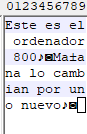 0123456789
Este es el
ordenador
800♪◙Maña
na lo camb
ian por un
o nuevo♪◙